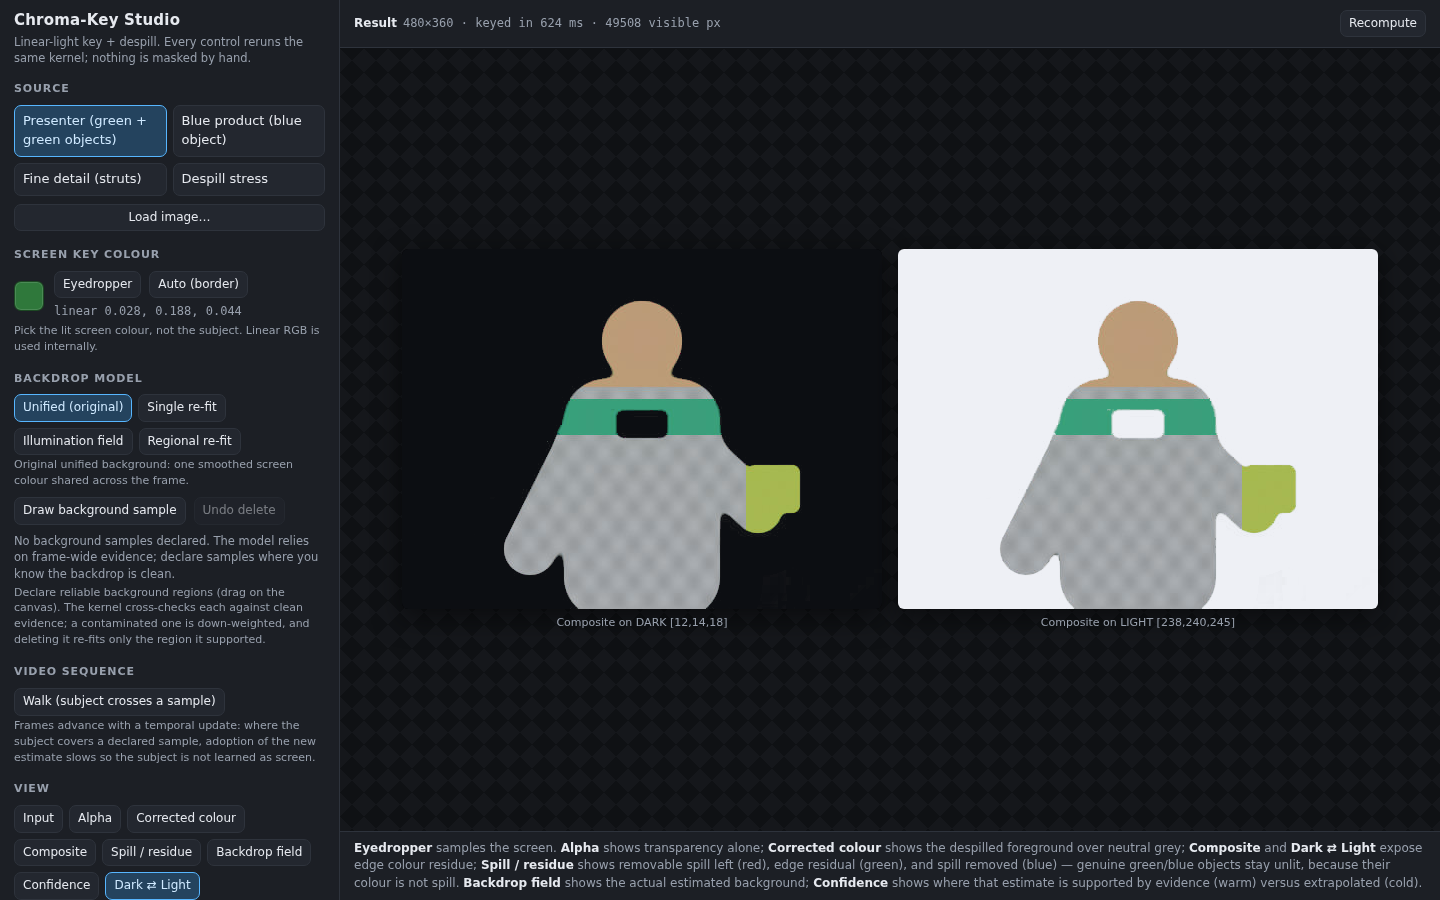 Chroma-Key Studio
Linear-light key + despill. Every control reruns the
same kernel; nothing is masked by hand.
SOURCE
Presenter (green +
green objects)
Blue product (blue
object)
Fine detail (struts)
Despill stress
Load image…
SCREEN KEY COLOUR
Eyedropper
Auto (border)
linear 0.028, 0.188, 0.044
Pick the lit screen colour, not the subject. Linear RGB is
used internally.
BACKDROP MODEL
Unified (original)
Single re-fit
Illumination field
Regional re-fit
Original unified background: one smoothed screen
colour shared across the frame.
Draw background sample
Undo delete
No background samples declared. The model relies
on frame-wide evidence; declare samples where you
know the backdrop is clean.
Declare reliable background regions (drag on the
canvas). The kernel cross-checks each against clean
evidence; a contaminated one is down-weighted, and
deleting it re-fits only the region it supported.
VIDEO SEQUENCE
Walk (subject crosses a sample)
Frames advance with a temporal update: where the
subject covers a declared sample, adoption of the new
estimate slows so the subject is not learned as screen.
VIEW
Input
Alpha
Corrected colour
Composite
Spill / residue
Backdrop field
Confidence
Dark ⇄ Light
Result 480×360 · keyed in 624 ms · 49508 visible px
Recompute
Composite on DARK [12,14,18]
Composite on LIGHT [238,240,245]
Eyedropper samples the screen. Alpha shows transparency alone; Corrected colour shows the despilled foreground over neutral grey; Composite and Dark ⇄ Light expose
edge colour residue; Spill / residue shows removable spill left (red), edge residual (green), and spill removed (blue) — genuine green/blue objects stay unlit, because their
colour is not spill. Backdrop field shows the actual estimated background; Confidence shows where that estimate is supported by evidence (warm) versus extrapolated (cold).